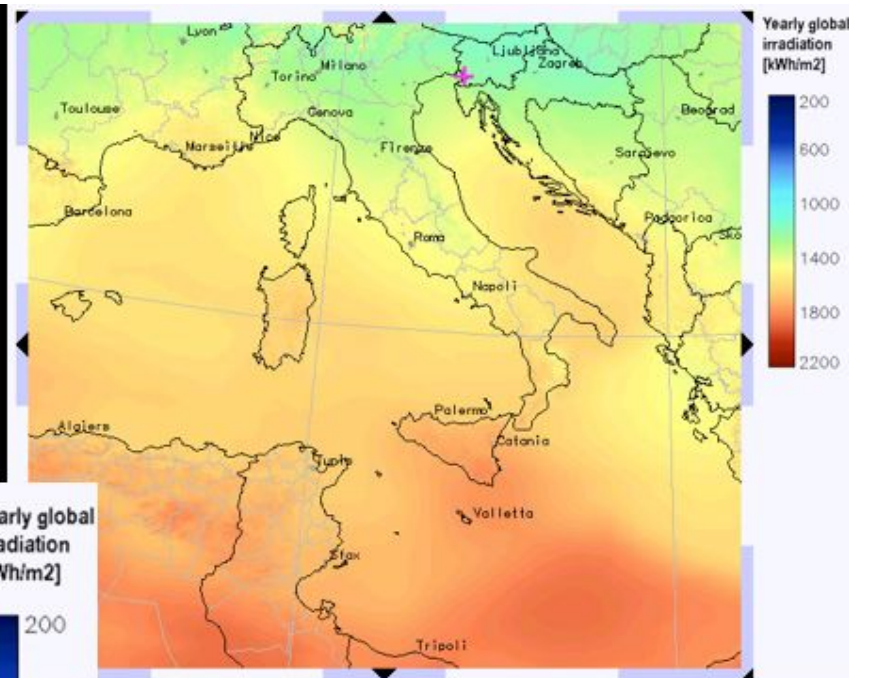 Lyon
Ljubljana
Zagreb
Milano
Torino
Toulouse
Genova
Beograd
Nice
Marseille
Firenze
Sarajevo
Barcelona
Podgorica
Roma
Sko
Napoli
Algiers
Palermo
Catania
Tunis
Valletta
Sfax
Tripoli
Yearly global
irradiation
[kWh/m2]
200
600
1000
1400
1800
2200
arly global
adiation
Wh/m2]
200